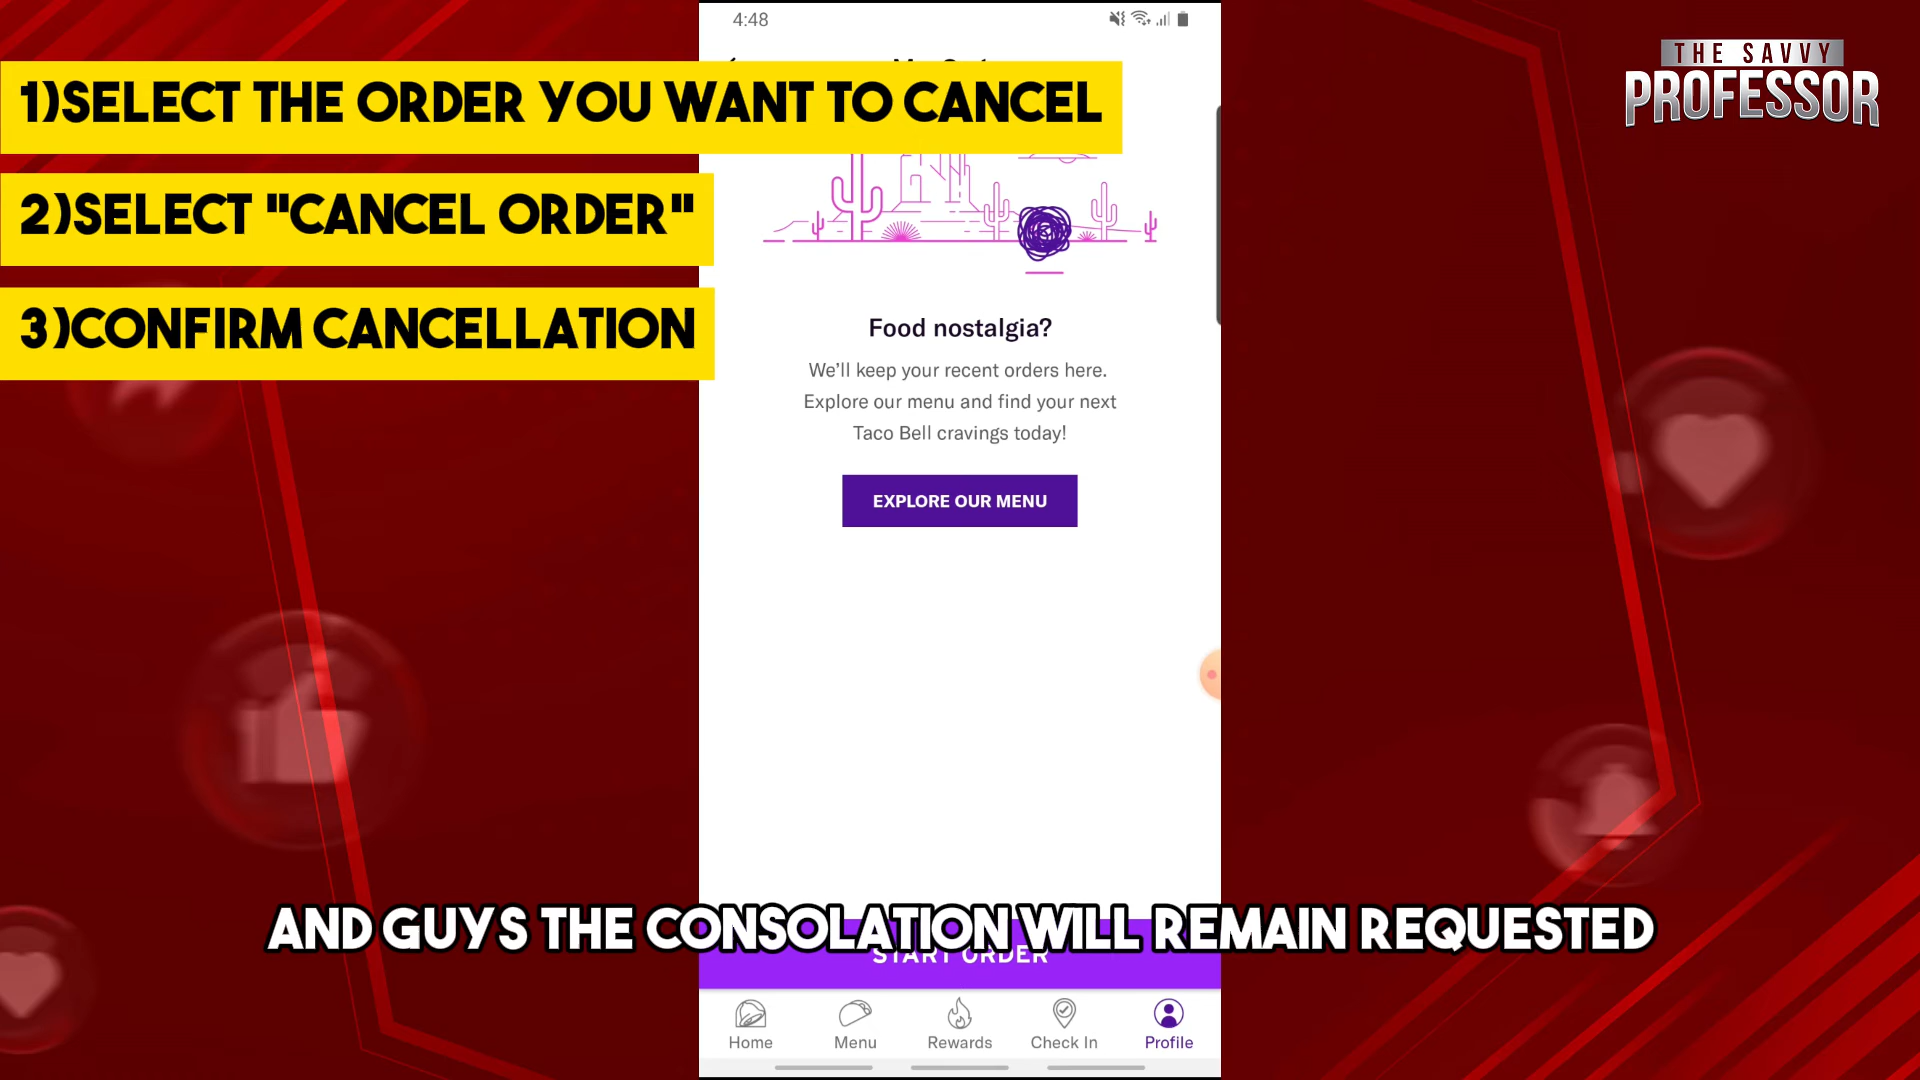 4:48
THE SAVVY
PROFESSOR
1)SELECT THE ORDER YOU WANT TO CANCEL
2)SELECT "CANCEL ORDER"
3)CONFIRM CANCELLATION
Food nostalgia?
We'll keep your recent orders here.
Explore our menu and find your next
Taco Bell cravings today!
EXPLORE OUR MENU
AND GUYS THE CONSOLATION WILL REMAIN REQUESTED
START ORDER
Home
Menu
Rewards
Check In
Profile